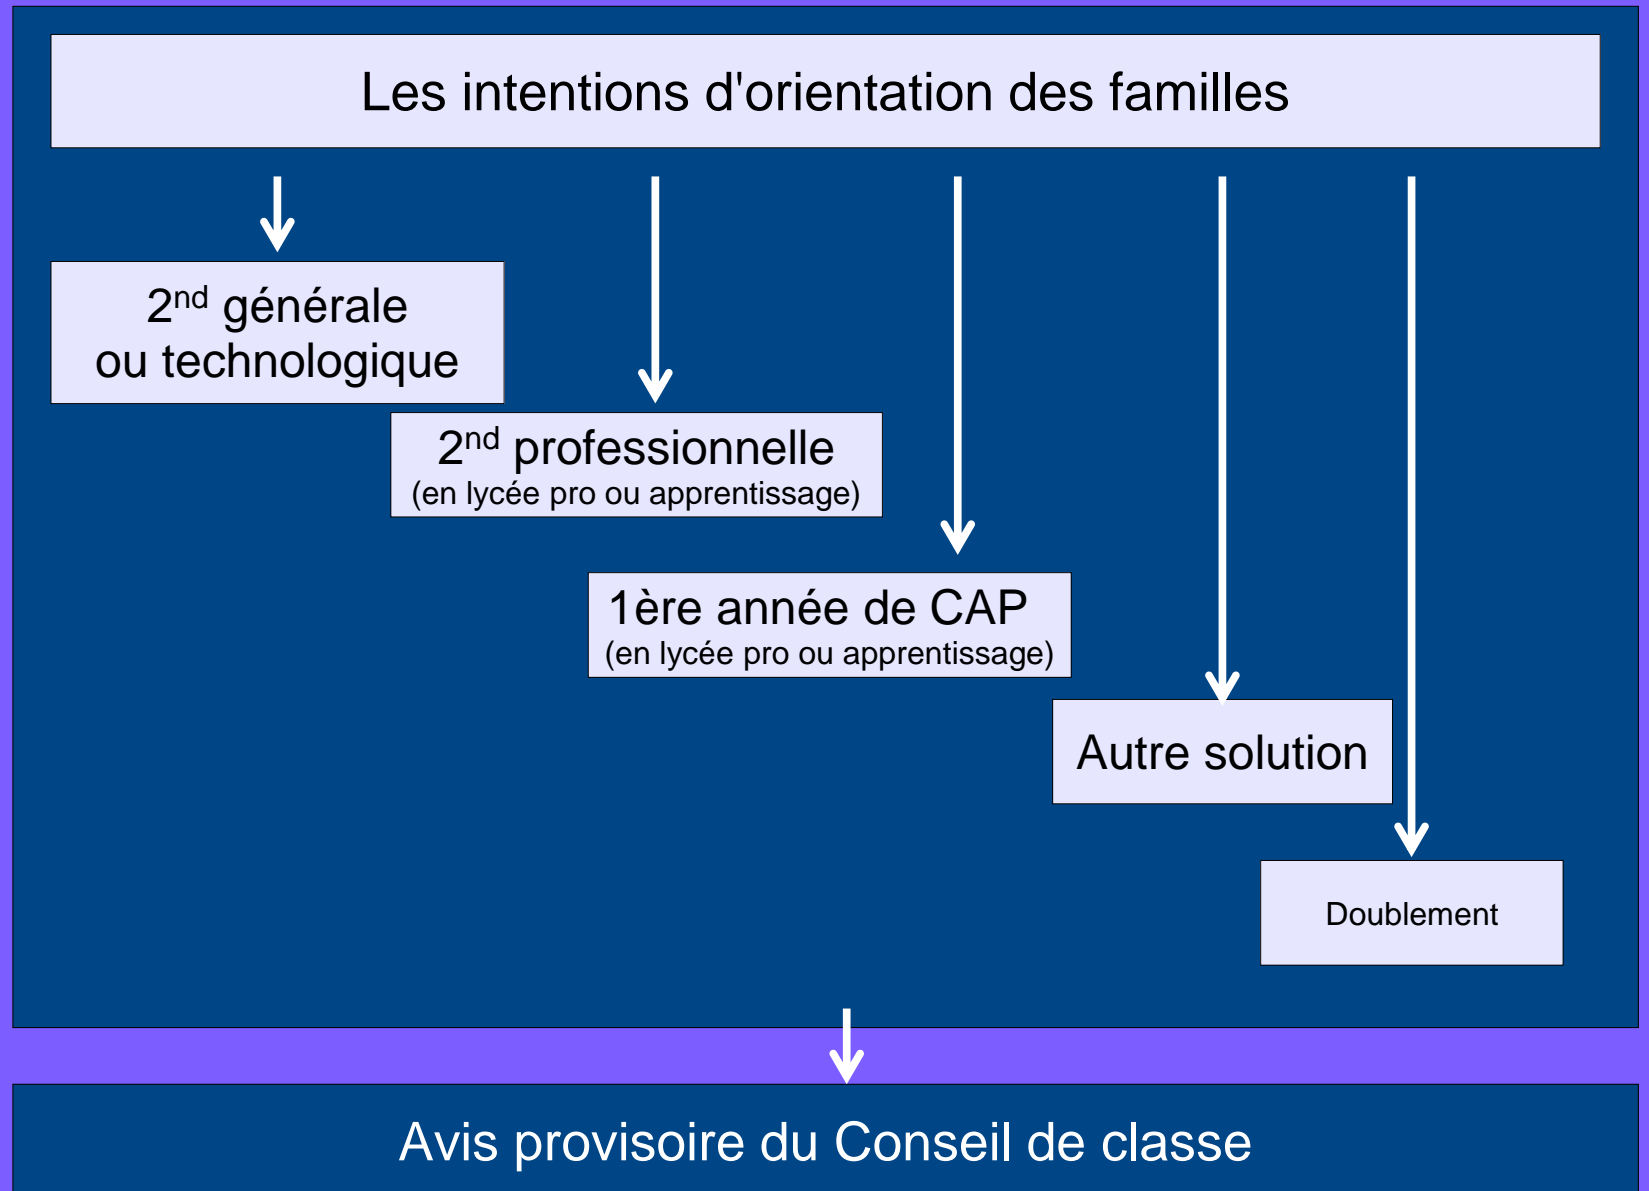 Les intentions d'orientation des familles
2nd générale
ou technologique
2nd professionnelle
(en lycée pro ou apprentissage)
1ère année de CAP
(en lycée pro ou apprentissage)
Autre solution
Doublement
Avis provisoire du Conseil de classe